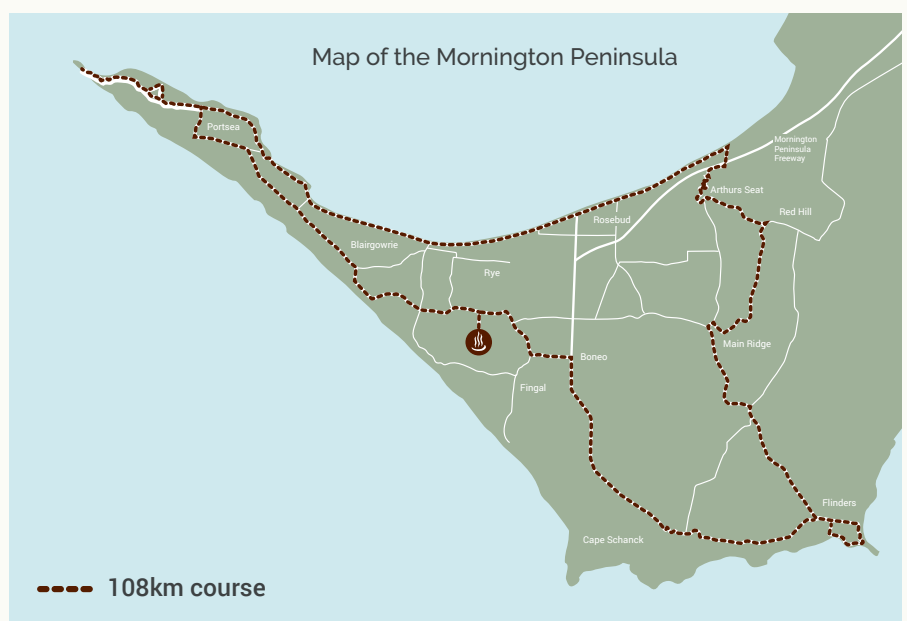 Map of the Mornington Peninsula
Portsea
Mornington
Peninsula
Freeway
Arthurs Seat
Red Hill
Rosebud
Blairgowrie
Rye
Main Ridge
Boneo
Fingal
Flinders
Cape Schanck
108km course